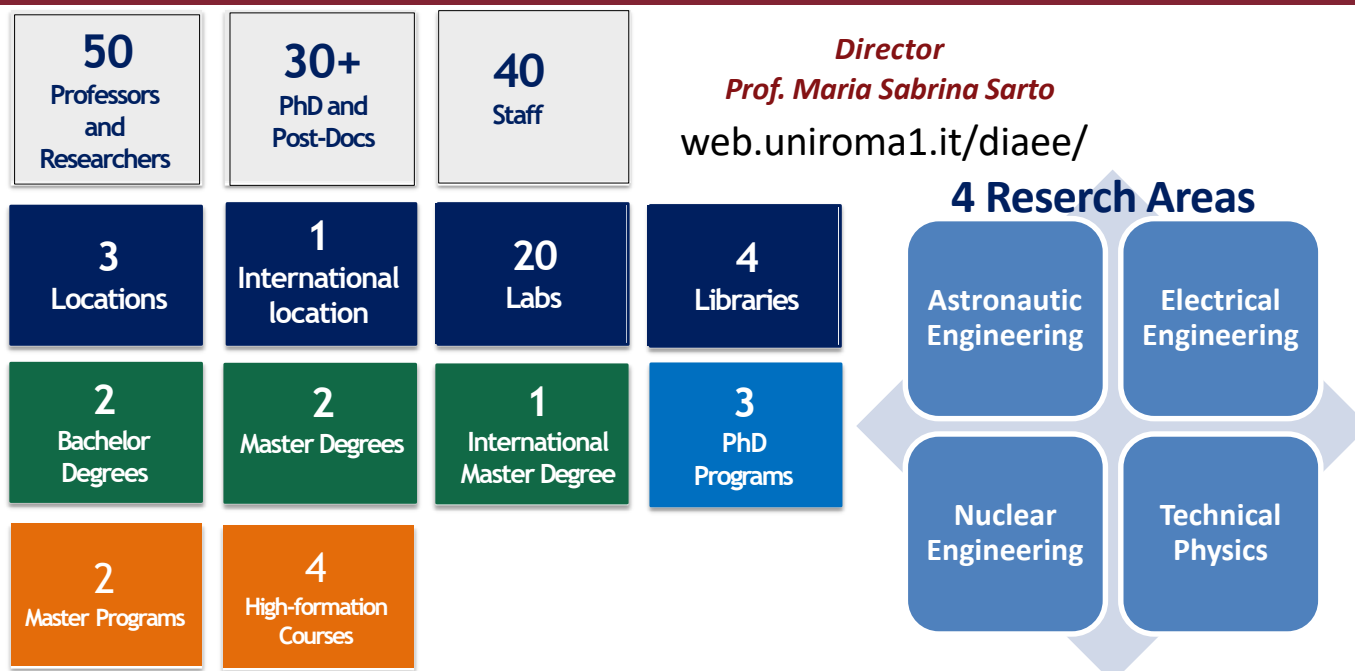 50
Professors
and
Researchers
30+
PhD and
Post-Docs
40
Staff
Director
Prof. Maria Sabrina Sarto
web.uniroma1.it/diaee/
3
Locations
1
International
location
20
Labs
4
Libraries
2
Bachelor
Degrees
2
Master Degrees
1
International
Master Degree
3
PhD
Programs
2
Master Programs
4
High-formation
Courses
4 Reserch Areas
Astronautic
Engineering
Electrical
Engineering
Nuclear
Engineering
Technical
Physics